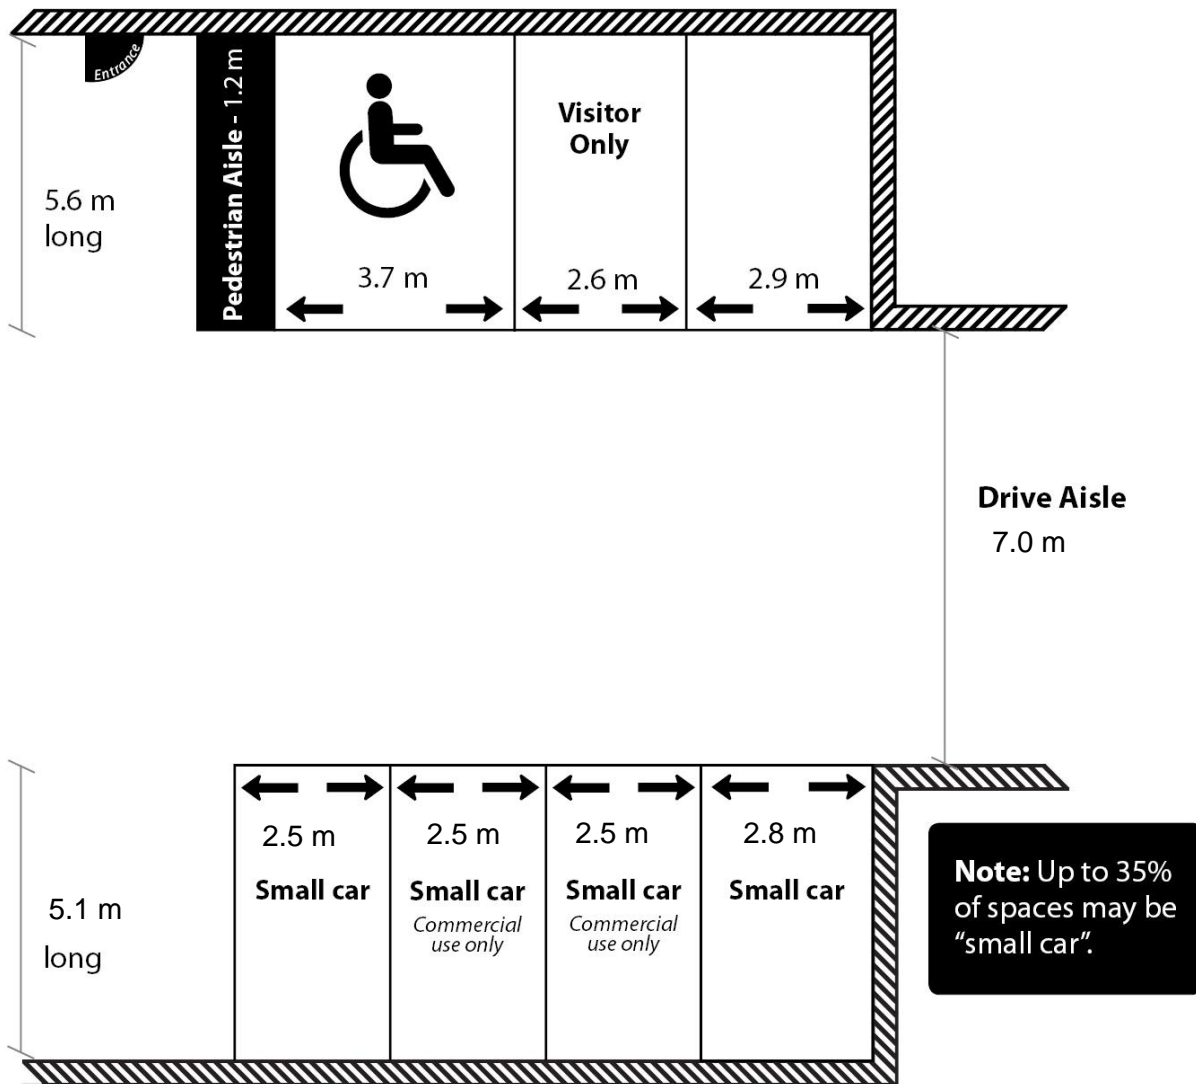 Entrance
Pedestrian Aisle - 1.2 m
Visitor
Only
5.6 m
long
3.7 m
2.6 m
2.9 m
Drive Aisle
7.0 m
2.5 m
2.5 m
2.5 m
2.8 m
Small car
Small car
Small car
Small car
Commercial
use only
Commercial
use only
5.1 m
long
Note: Up to 35%
of spaces may be
“small car”.